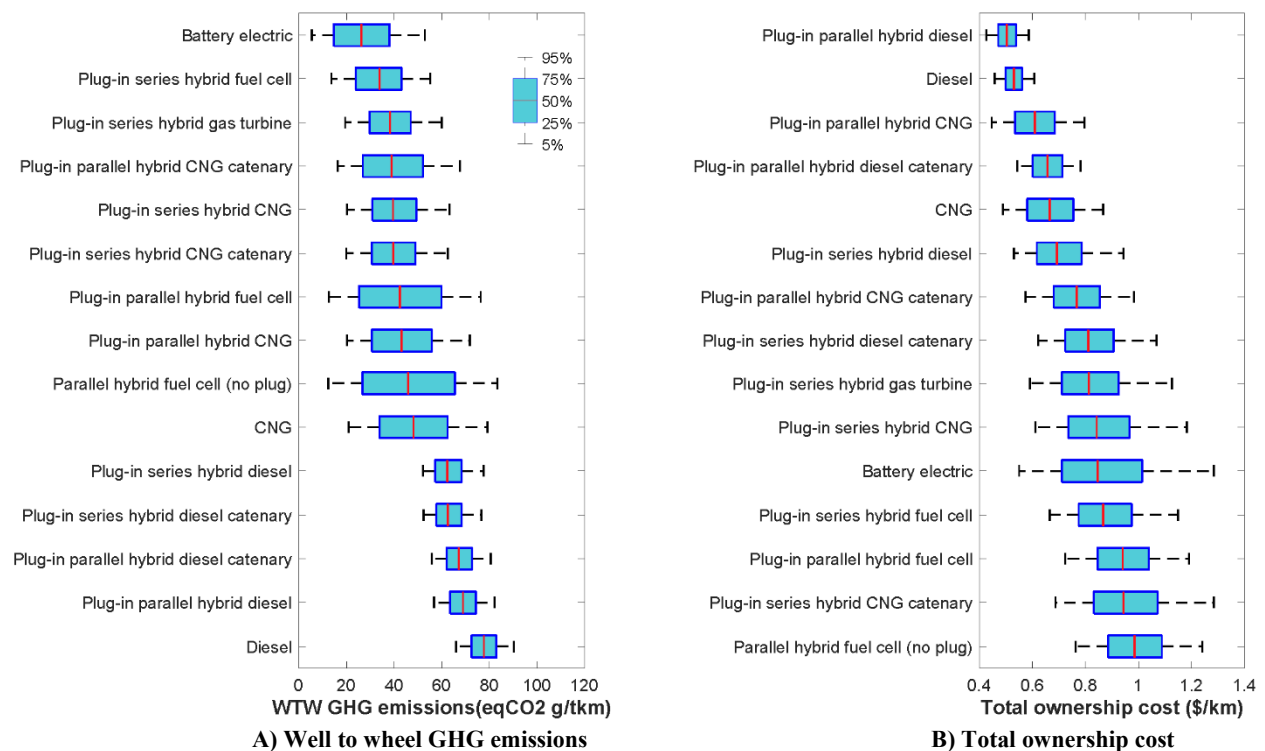 Battery electric
Plug-in series hybrid fuel cell
Plug-in series hybrid gas turbine
Plug-in parallel hybrid CNG catenary
Plug-in series hybrid CNG
Plug-in series hybrid CNG catenary
Plug-in parallel hybrid fuel cell
Plug-in parallel hybrid CNG
Parallel hybrid fuel cell (no plug)
CNG
Plug-in series hybrid diesel
Plug-in series hybrid diesel catenary
Plug-in parallel hybrid diesel catenary
Plug-in parallel hybrid diesel
Diesel
95%
75%
50%
25%
5%
0 20 40 60 80 100 120
WTW GHG emissions(eqCO2 g/tkm)
A) Well to wheel GHG emissions
Plug-in parallel hybrid diesel
Diesel
Plug-in parallel hybrid CNG
Plug-in parallel hybrid diesel catenary
CNG
Plug-in series hybrid diesel
Plug-in parallel hybrid CNG catenary
Plug-in series hybrid diesel catenary
Plug-in series hybrid gas turbine
Plug-in series hybrid CNG
Battery electric
Plug-in series hybrid fuel cell
Plug-in parallel hybrid fuel cell
Plug-in series hybrid CNG catenary
Parallel hybrid fuel cell (no plug)
0.4 0.6 0.8 1 1.2 1.4
Total ownership cost ($/km)
B) Total ownership cost